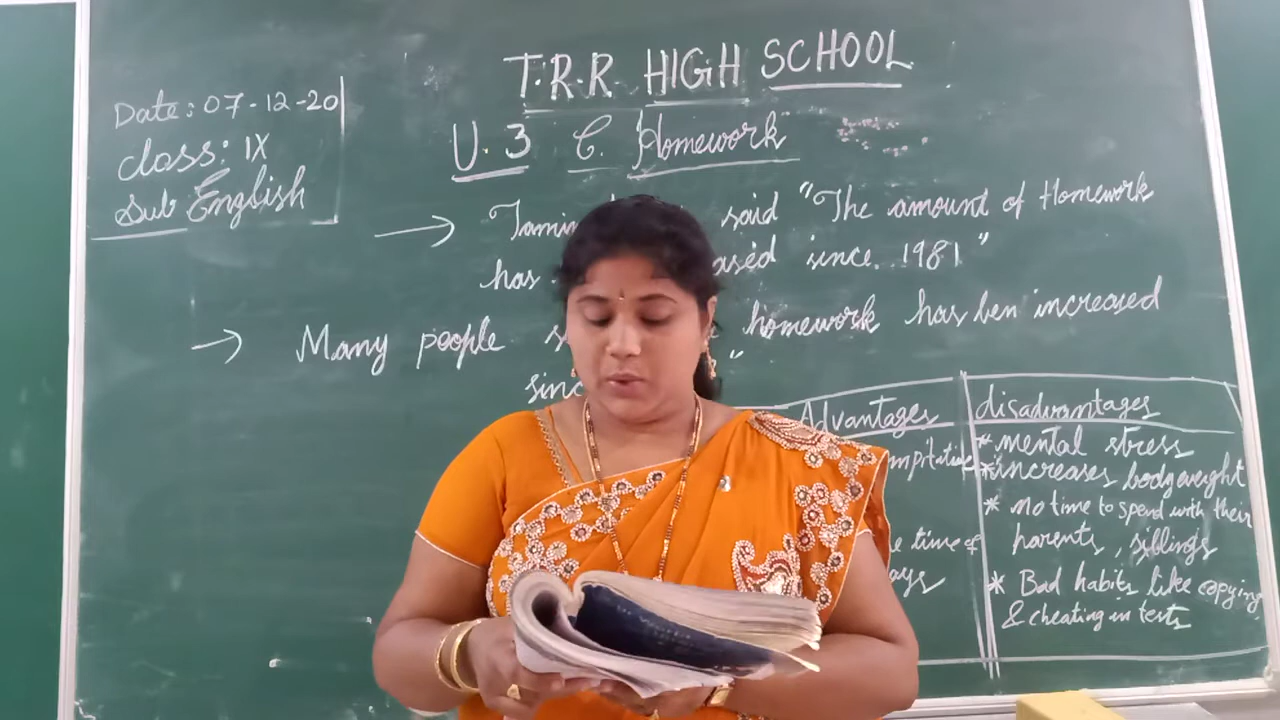 T.R.R. HIGH SCHOOL
Date: 07-12-20
Class: IX
Sub English
U.3 C. Homework
→ said "The amount of Homework
has since 1981"
→ Many people homework has ben increased
"
Advantages
time of
disadvantages
* mental stress
* increases bodyweight
* no time to spend with their
parents, siblings
* Bad habits like copying
& cheating in tests